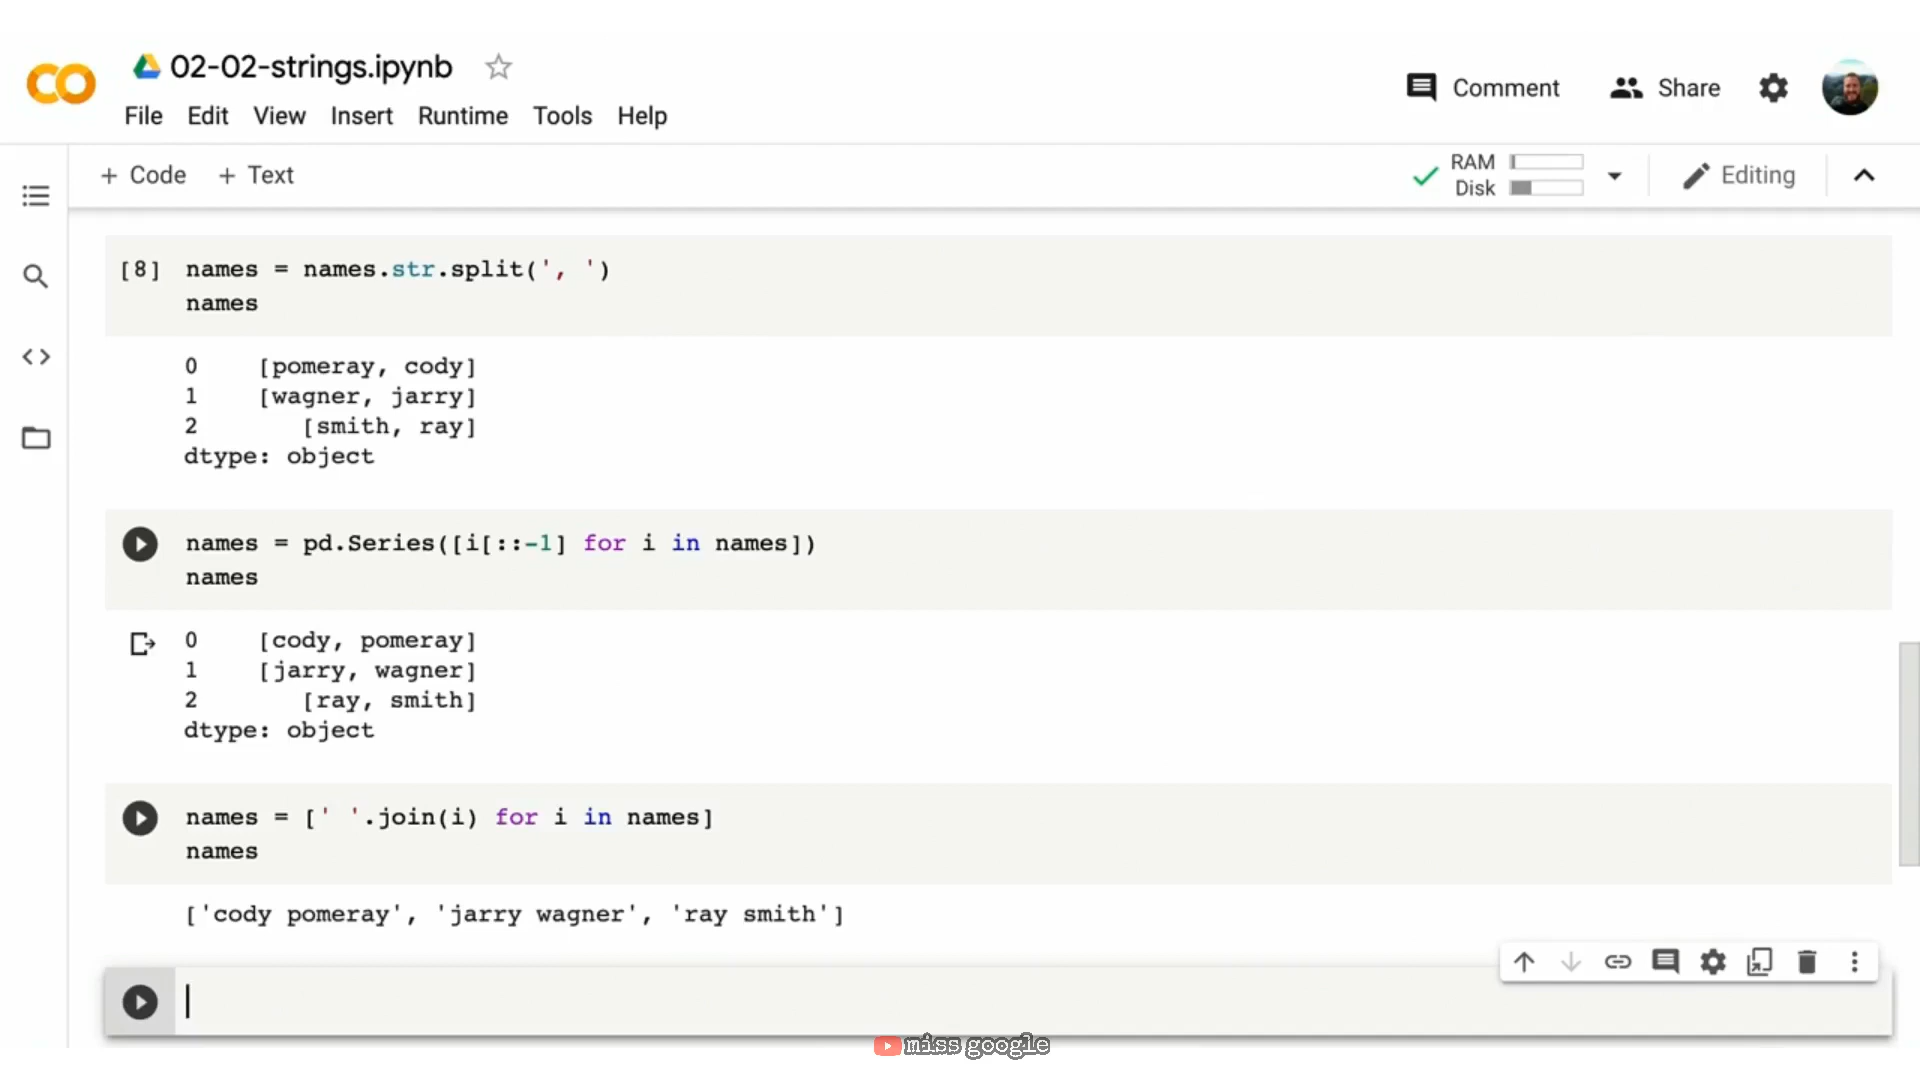 02-02-strings.ipynb
File Edit View Insert Runtime Tools Help
Comment Share
+ Code + Text
RAM
Disk
Editing
[8] names = names.str.split(', ')
names
0 [pomeray, cody]
1 [wagner, jarry]
2 [smith, ray]
dtype: object
names = pd.Series([i[::-1] for i in names])
names
0 [cody, pomeray]
1 [jarry, wagner]
2 [ray, smith]
dtype: object
names = [' '.join(i) for i in names]
names
['cody pomeray', 'jarry wagner', 'ray smith']
miss google